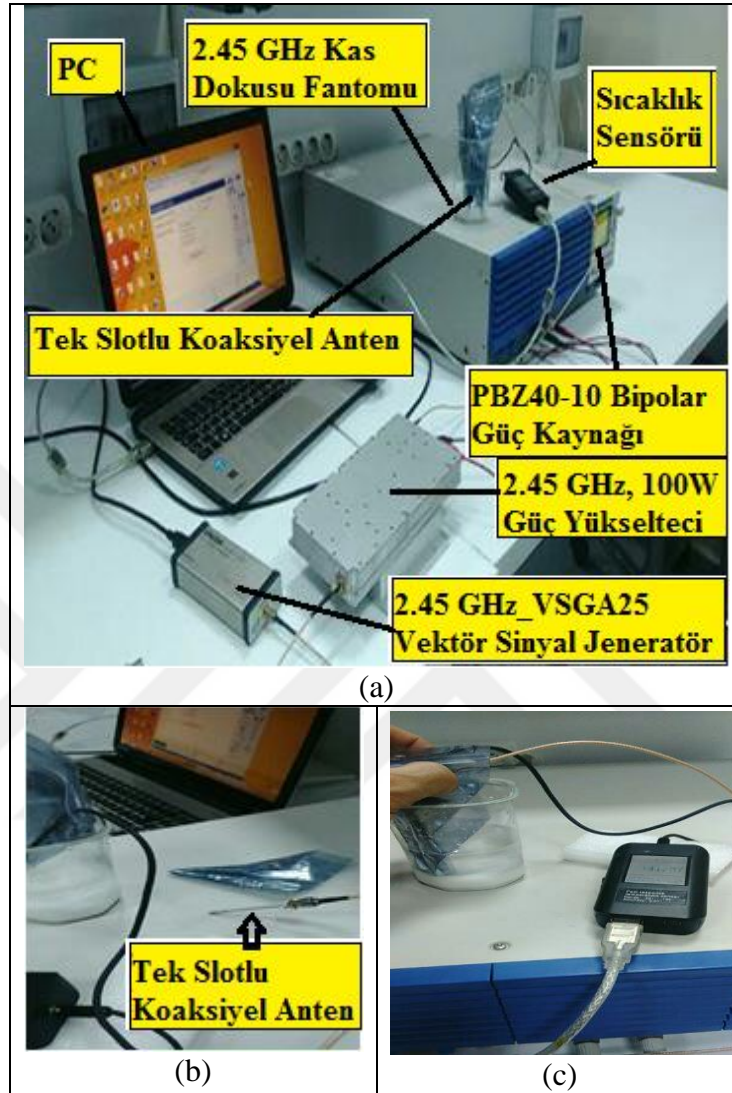 PC
2.45 GHz Kas
Dokusu Fantomu
Sıcaklık
Sensörü
Tek Slotlu Koaksiyel Anten
PBZ40-10 Bipolar
Güç Kaynağı
2.45 GHz, 100W
Güç Yükselteci
2.45 GHz_VSGA25
Vektör Sinyal Jeneratör
(a)
Tek Slotlu
Koaksiyel Anten
(b)
(c)